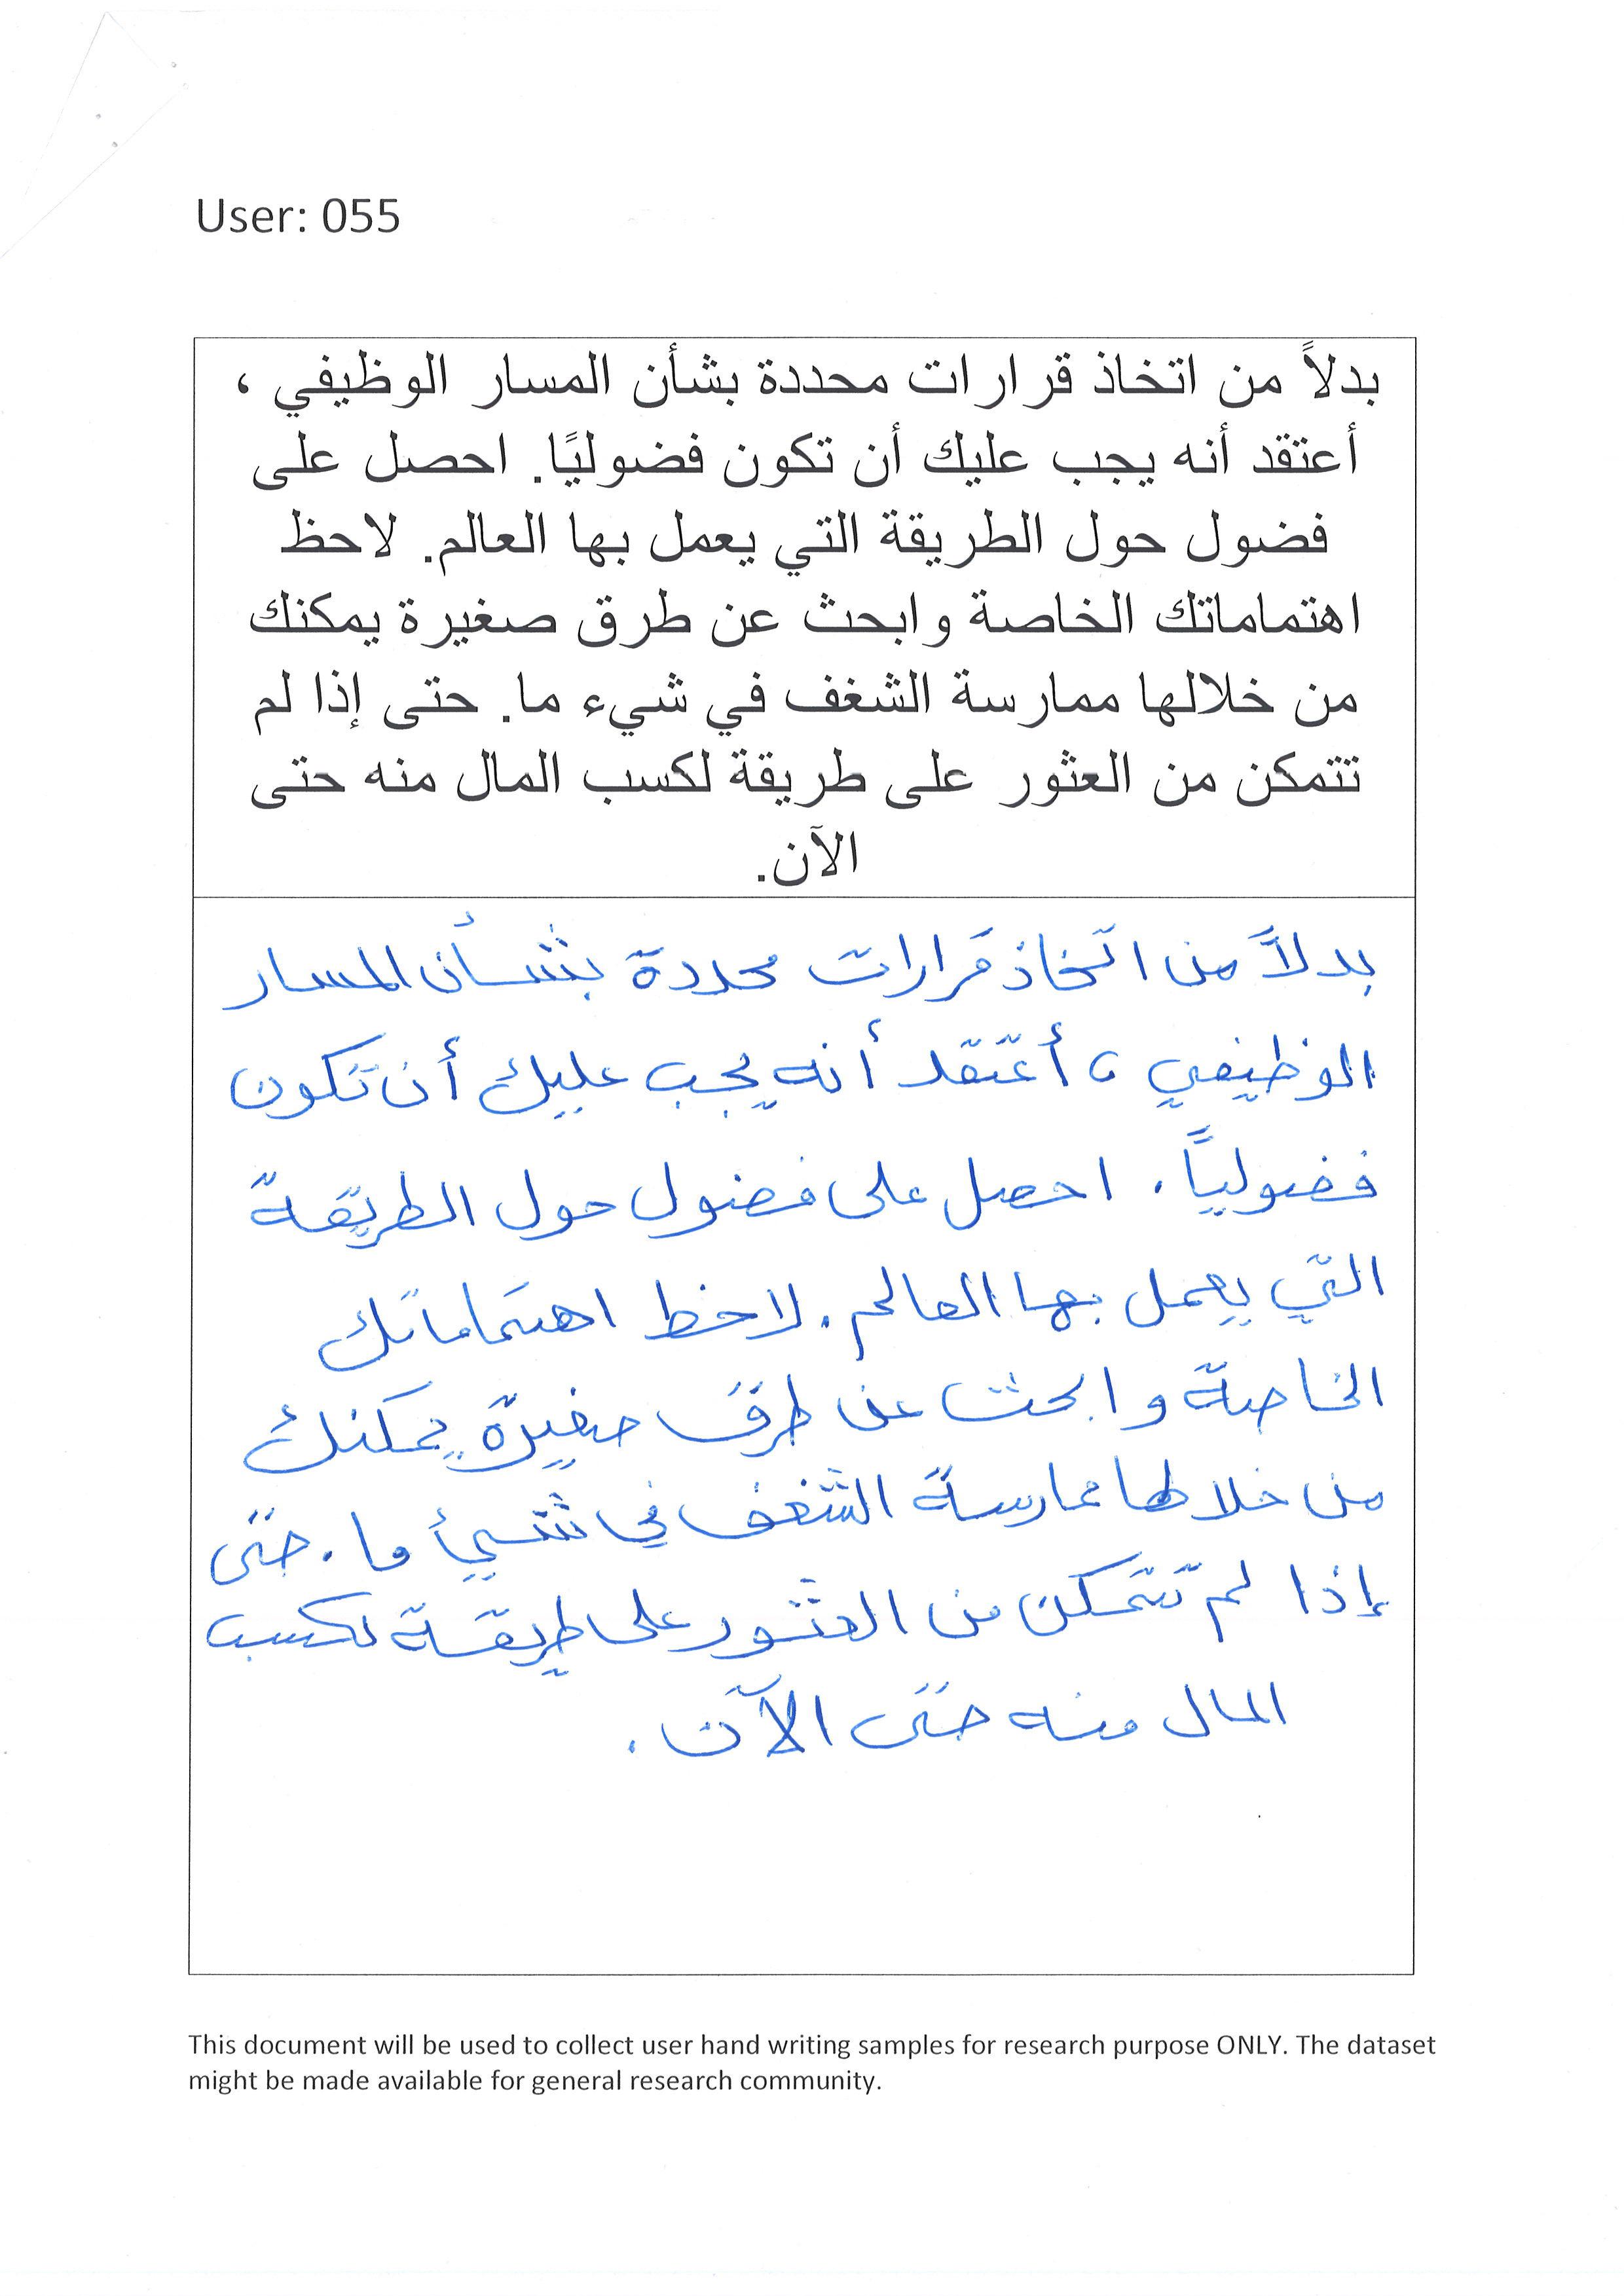 User: 055
بدلاً من اتخاذ قرارات محددة بشأن المسار الوظيفي ،
أعتقد أنه يجب عليك أن تكون فضوليًا. احصل على
فضول حول الطريقة التي يعمل بها العالم. لاحظ
اهتماماتك الخاصة وابحث عن طرق صغيرة يمكنك
من خلالها ممارسة الشغف في شيء ما. حتى إذا لم
تتمكن من العثور على طريقة لكسب المال منه حتى
الآن.
بدلاً من اتخاذ قرارات محددة بشأن المسار
الوظيفي ، أعتقد أنه يجب عليك أن تكون
فضولياً . احصل على فضول حول الطريقة
التي يعمل بها العالم . لاحظ اهتماماتك
الخاصة وابحث عن طرق صغيرة يمكنك
من خلالها ممارسة الشغف في شيئ ما . حتى
إذا لم تتمكن من العثور على طريقة لكسب
المال منه حتى الآن .
This document will be used to collect user hand writing samples for research purpose ONLY. The dataset
might be made available for general research community.